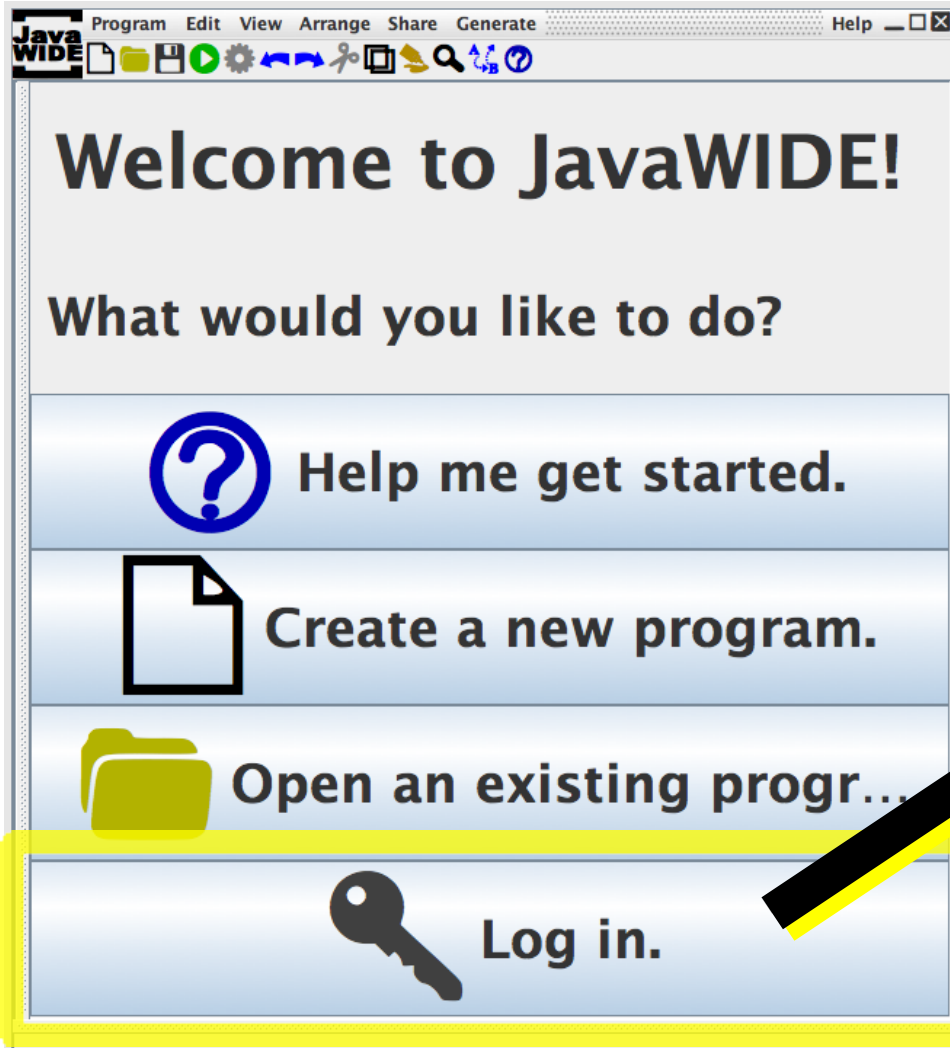 Java
WIDE
Program Edit View Arrange Share Generate Help
A B
Welcome to JavaWIDE!
What would you like to do?
? Help me get started.
Create a new program.
Open an existing progr...
Log in.